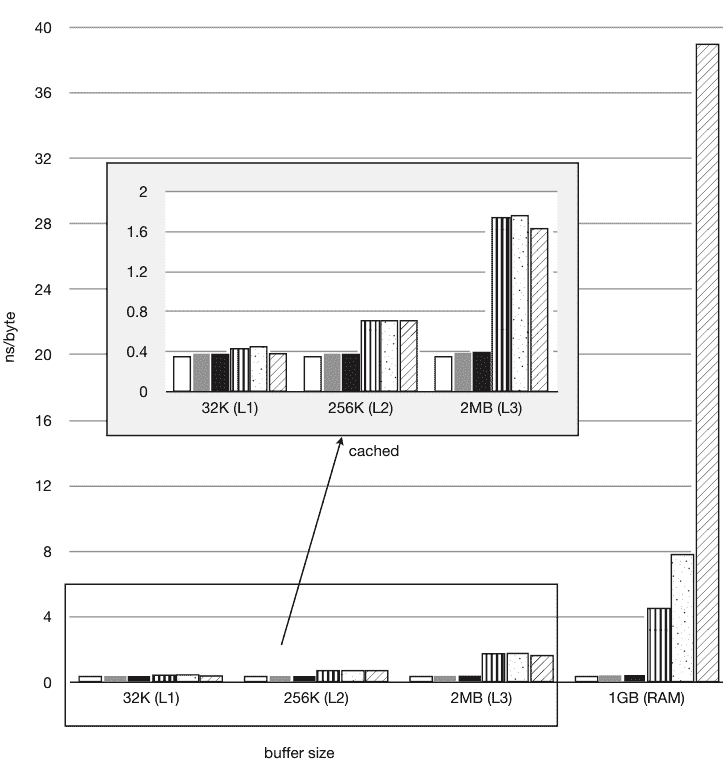 40
36
32
28
24
20
16
12
8
4
0
ns/byte
2
1.6
1.2
0.8
0.4
0
32K (L1)
256K (L2)
2MB (L3)
cached
32K (L1)
256K (L2)
2MB (L3)
1GB (RAM)
buffer size